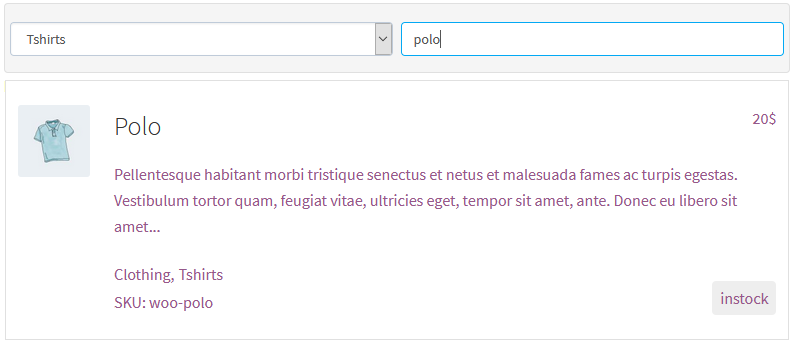 Tshirts
polo
Polo
20$
Pellentesque habitant morbi tristique senectus et netus et malesuada fames ac turpis egestas.
Vestibulum tortor quam, feugiat vitae, ultricies eget, tempor sit amet, ante. Donec eu libero sit
amet...
Clothing, Tshirts
SKU: woo-polo
instock